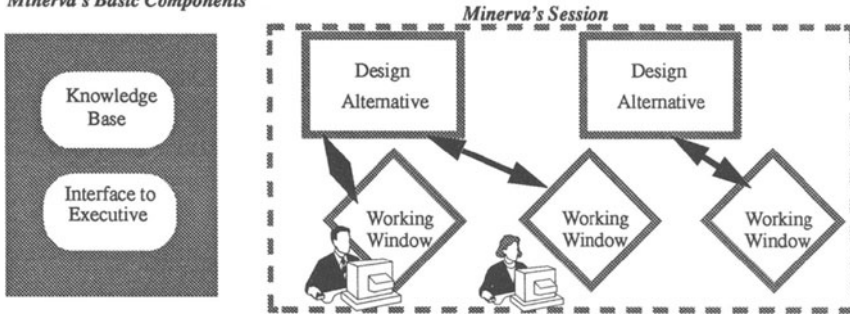 Minerva's Basic Components
Minerva's Session
Knowledge
Base
Interface to
Executive
Design
Alternative
Design
Alternative
Working
Window
Working
Window
Working
Window